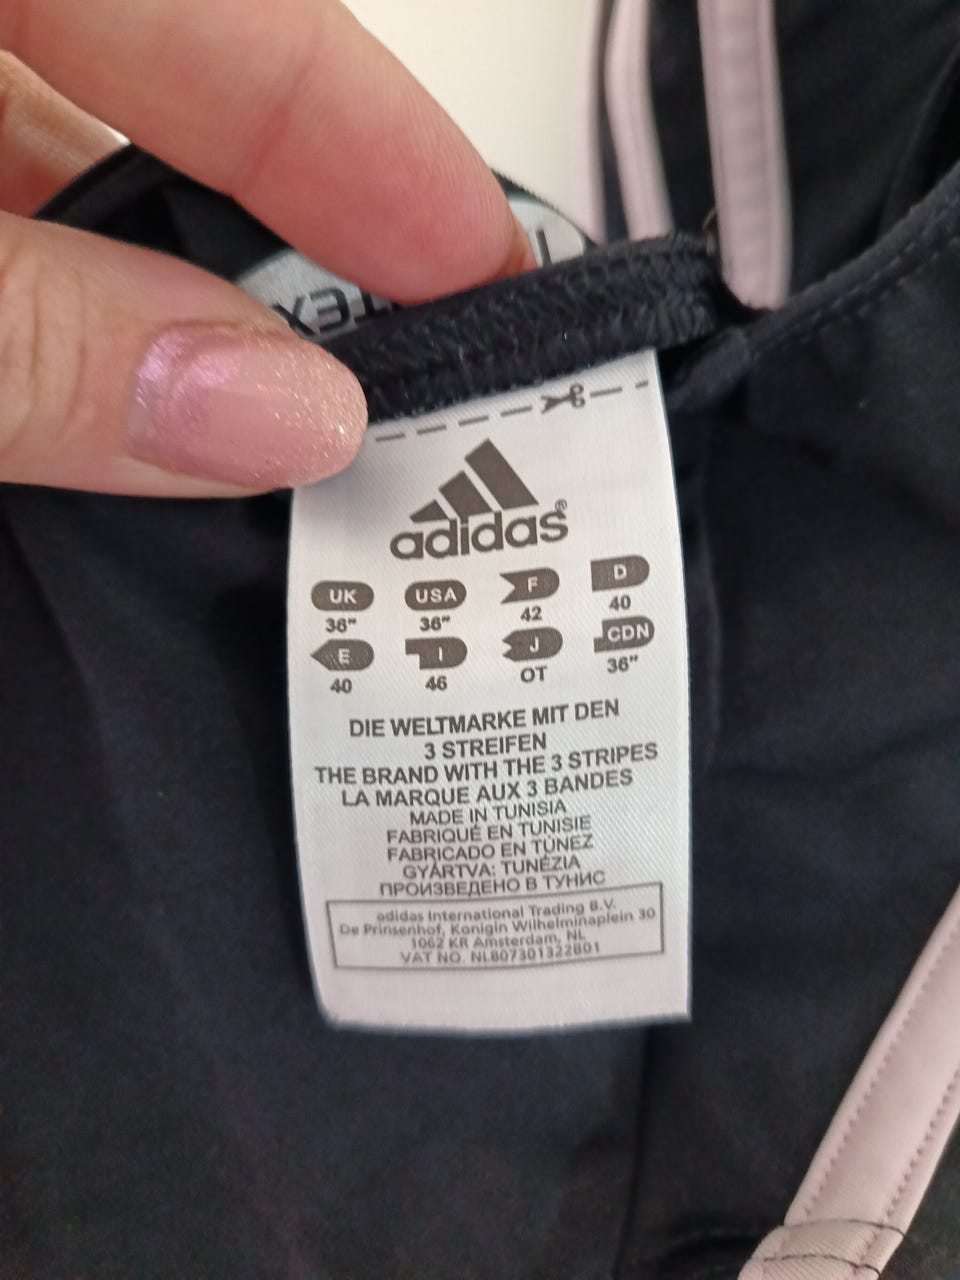 adidas®
UK USA F D
36" 36" 42 40
E I J CDN
40 46 OT 36"
DIE WELTMARKE MIT DEN
3 STREIFEN
THE BRAND WITH THE 3 STRIPES
LA MARQUE AUX 3 BANDES
MADE IN TUNISIA
FABRIQUÉ EN TUNISIE
FABRICADO EN TÚNEZ
GYÁRTVA: TUNÉZIA
ПРОИЗВЕДЕНО В ТУНИС
adidas International Trading B.V.
De Prinsenhof, Konigin Wilhelminaplein 30
1062 KR Amsterdam, NL
VAT NO. NL807301322B01